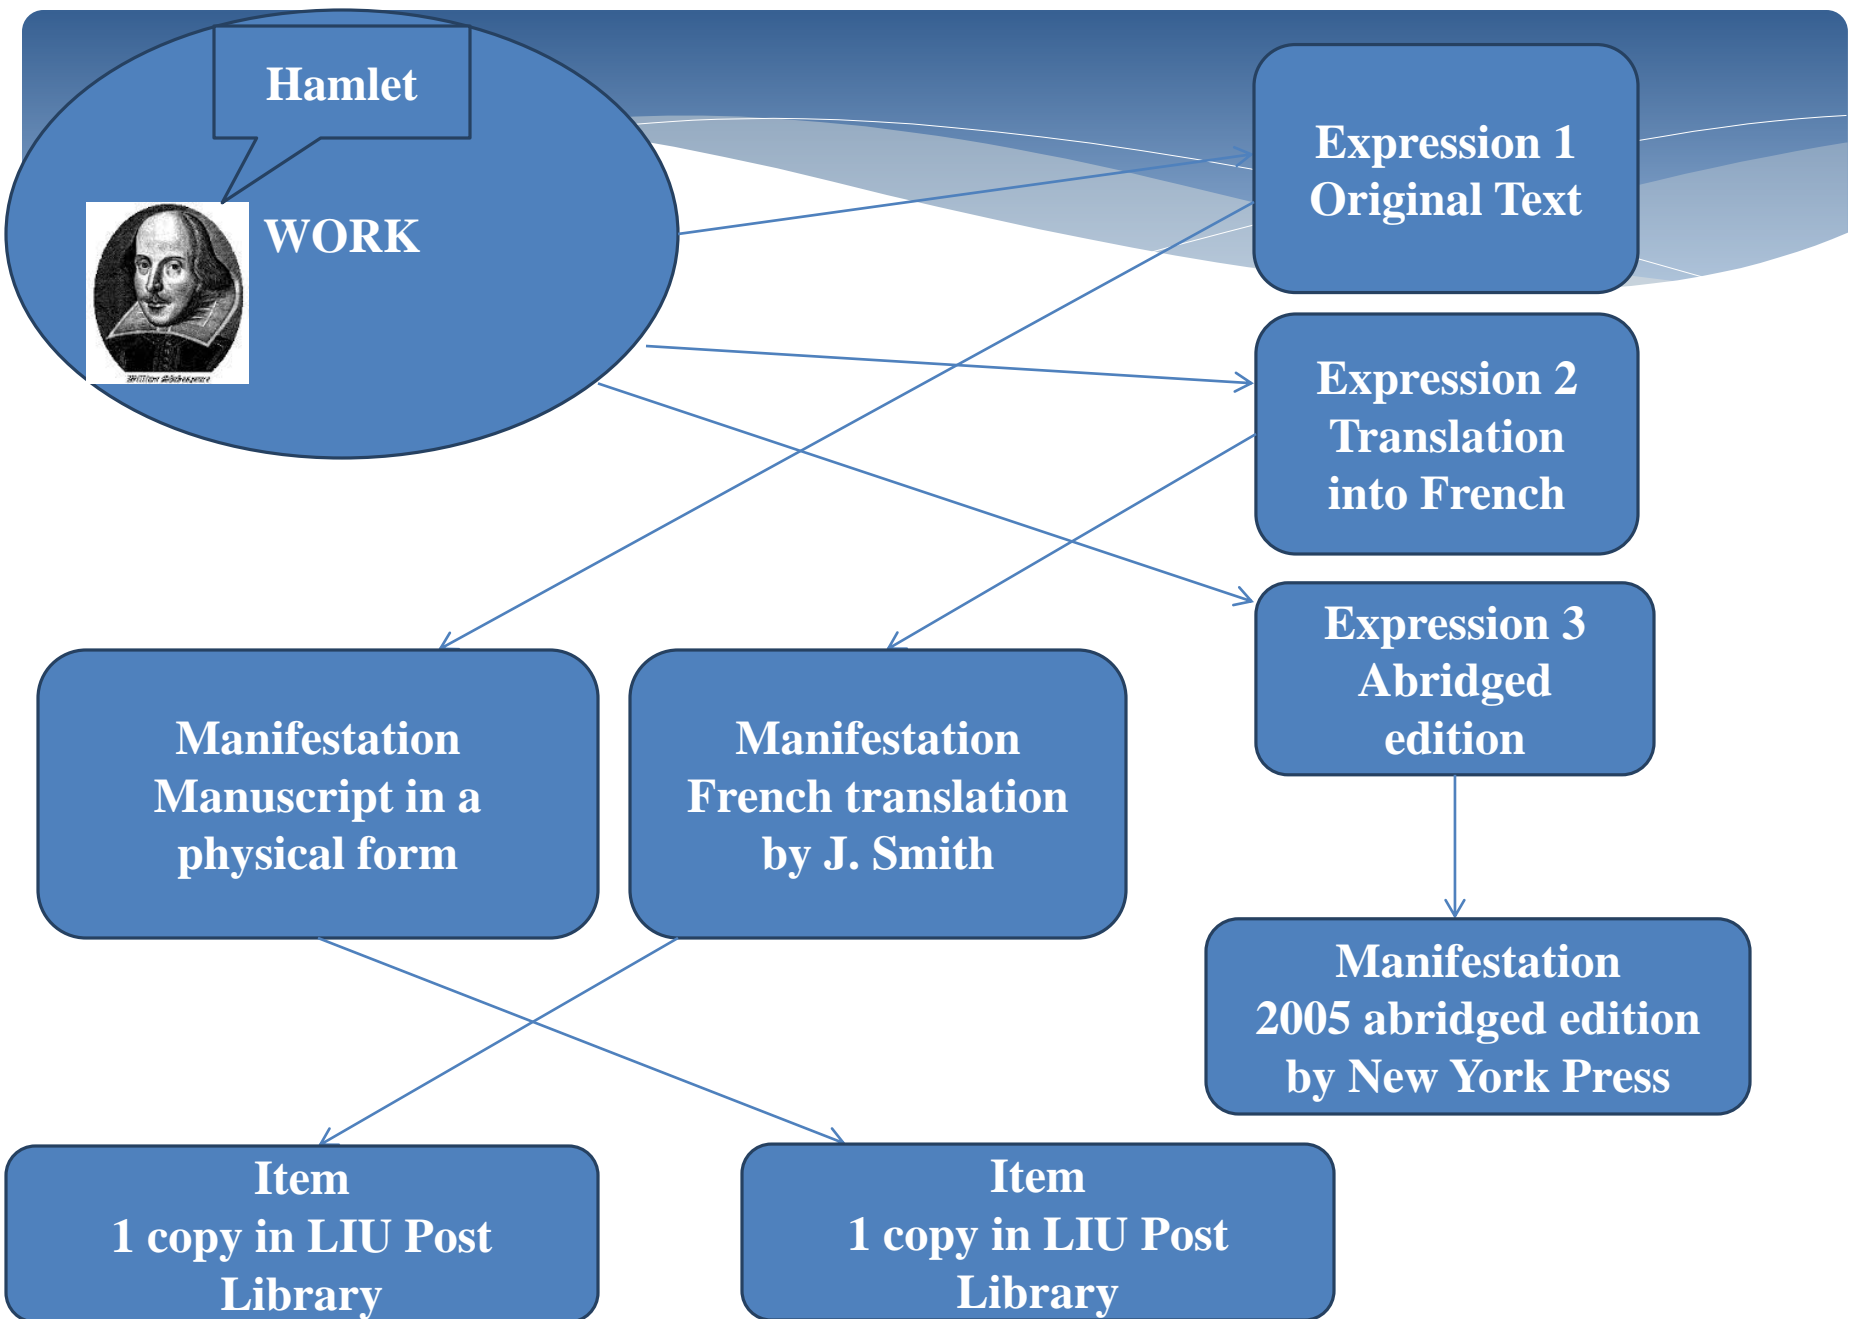 Hamlet
WORK
William Shakespeare
Expression 1
Original Text
Expression 2
Translation
into French
Expression 3
Abridged
edition
Manifestation
Manuscript in a
physical form
Manifestation
French translation
by J. Smith
Manifestation
2005 abridged edition
by New York Press
Item
1 copy in LIU Post
Library
Item
1 copy in LIU Post
Library